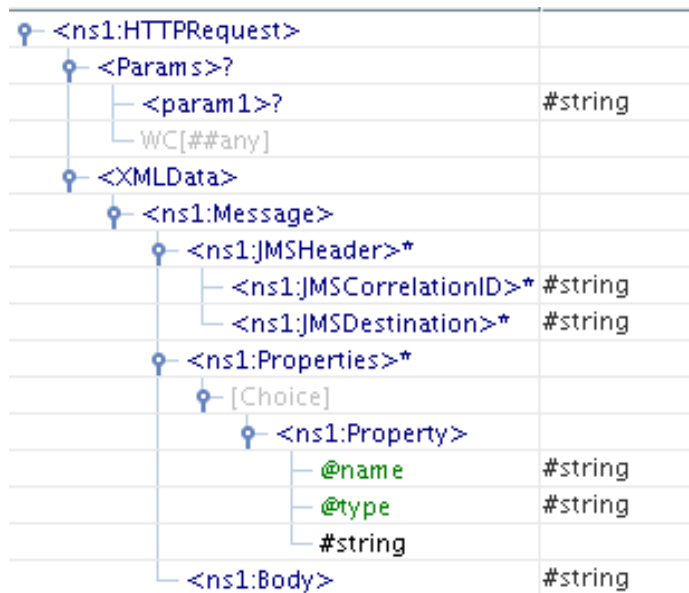 <ns1:HTTPRequest>
<Params>?
<param1>? #string
WC[##any]
<XMLData>
<ns1:Message>
<ns1:JMSHeader>*
<ns1:JMSCorrelationID>* #string
<ns1:JMSDestination>* #string
<ns1:Properties>*
[Choice]
<ns1:Property>
@name #string
@type #string
#string
<ns1:Body> #string